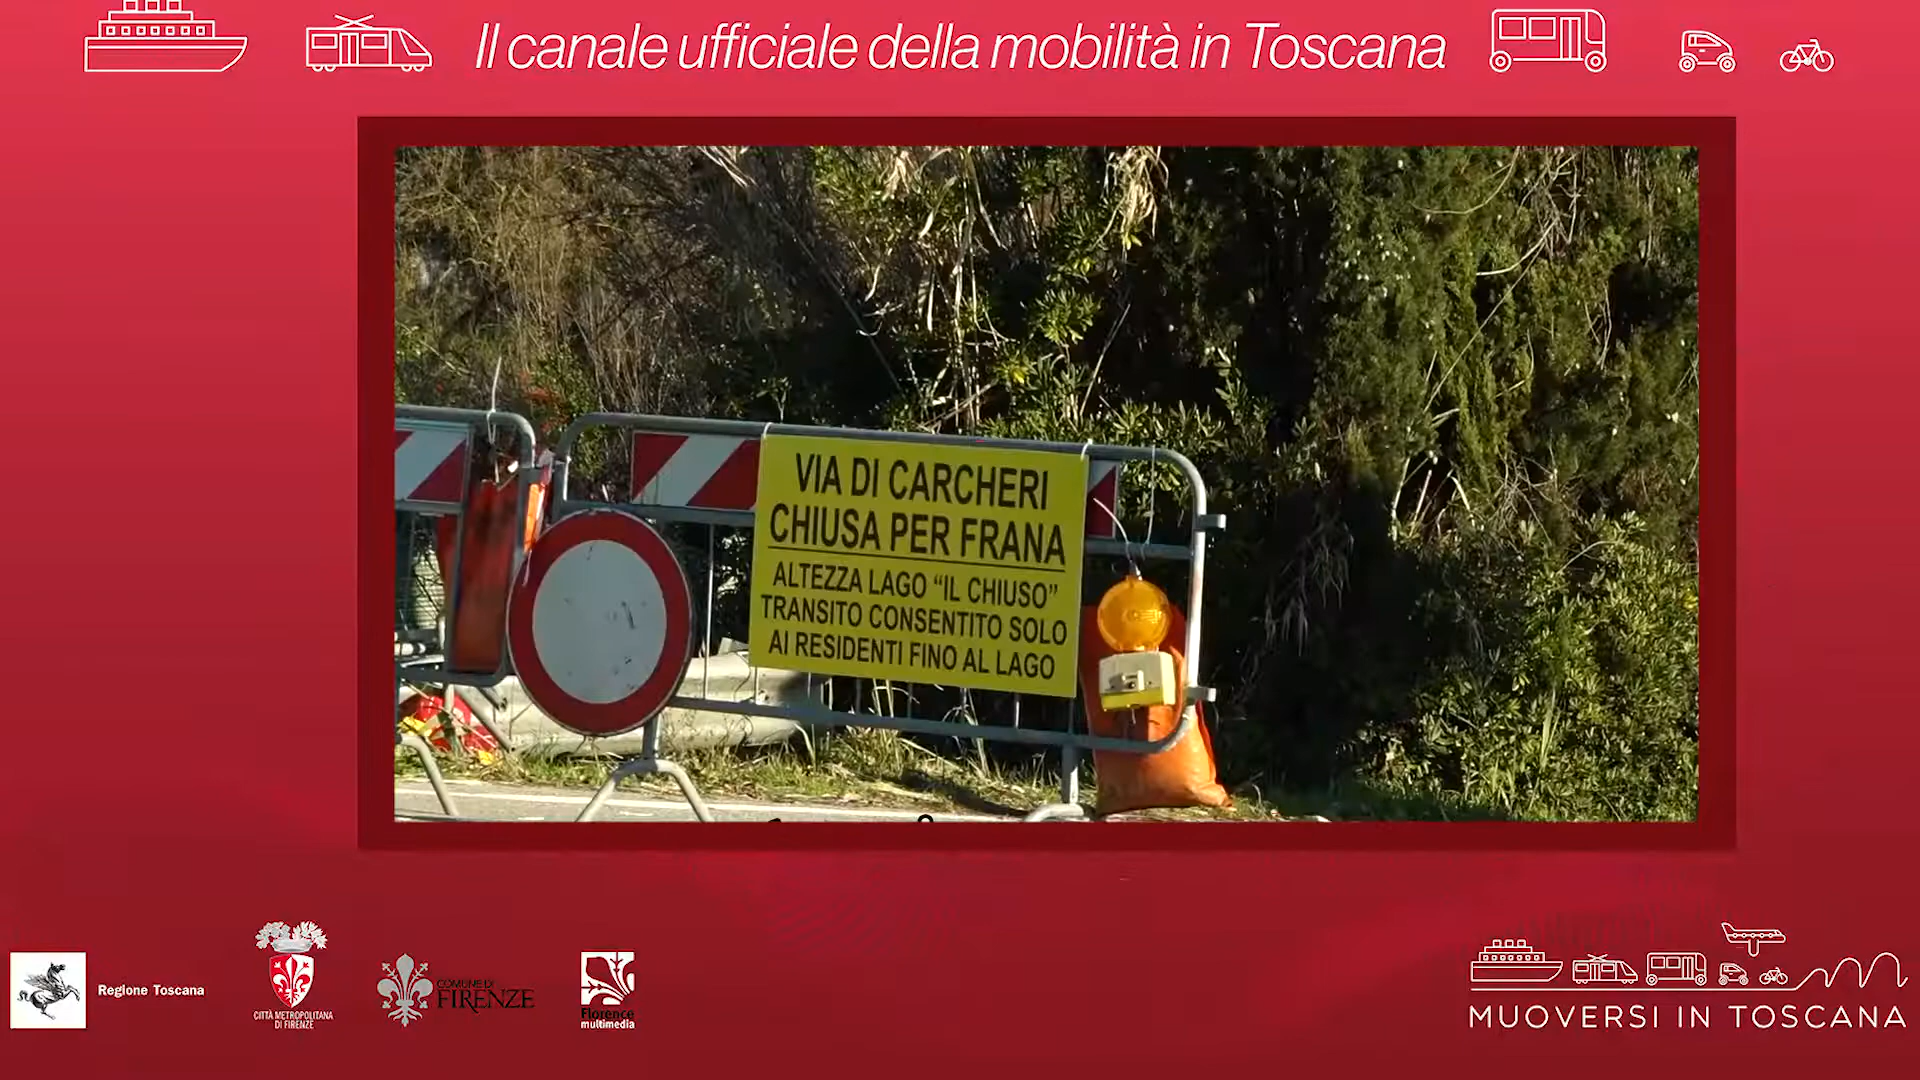 Il canale ufficiale della mobilità in Toscana
VIA DI CARCHERI
CHIUSA PER FRANA
ALTEZZA LAGO “IL CHIUSO”
TRANSITO CONSENTITO SOLO
AI RESIDENTI FINO AL LAGO
Regione Toscana
CITTÀ METROPOLITANA
DI FIRENZE
COMUNE DI
FIRENZE
Florence
multimedia
MUOVERSI IN TOSCANA